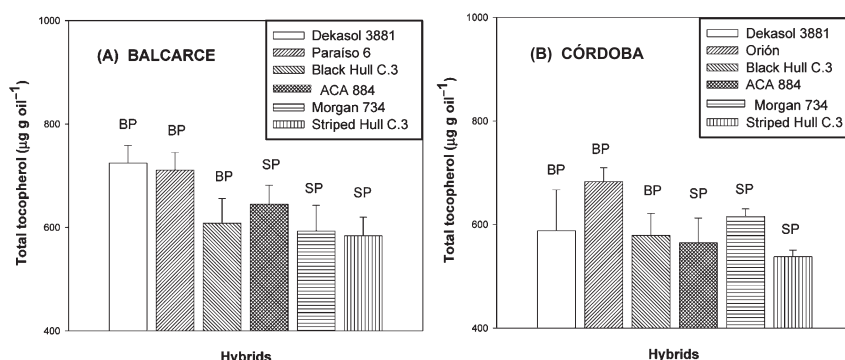 (A) BALCARCE
Dekasol 3881
Paraíso 6
Black Hull C.3
ACA 884
Morgan 734
Striped Hull C.3
Total tocopherol (µg g oil⁻¹)
1000
800
600
400
BP
BP
BP
SP
SP
SP
Hybrids
(B) CÓRDOBA
Dekasol 3881
Orión
Black Hull C.3
ACA 884
Morgan 734
Striped Hull C.3
Total tocopherol (µg g oil⁻¹)
1000
800
600
400
BP
BP
BP
SP
SP
SP
Hybrids